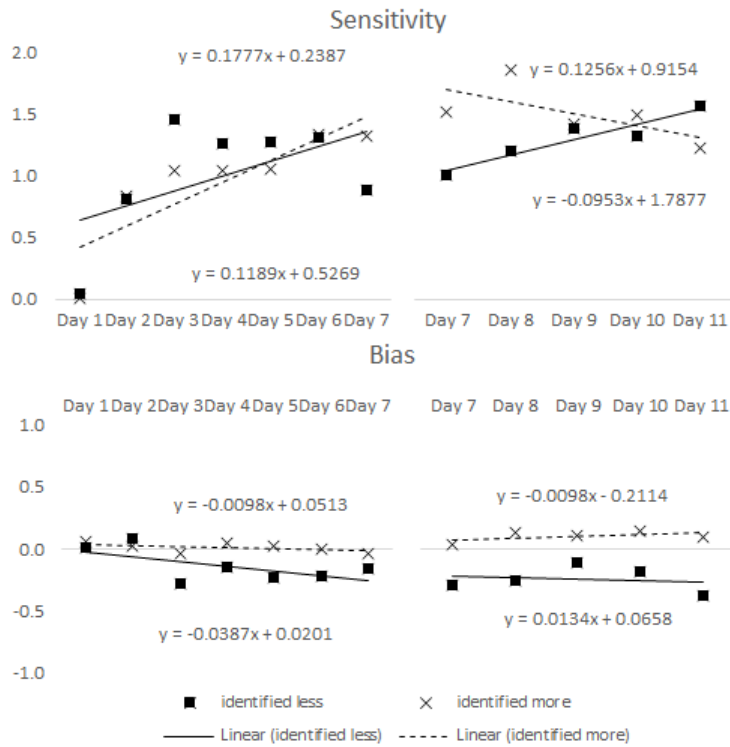 Sensitivity
2.0
y = 0.1777x + 0.2387
y = 0.1256x + 0.9154
1.5
1.0
y = -0.0953x + 1.7877
0.5
y = 0.1189x + 0.5269
0.0
Day 1 Day 2 Day 3 Day 4 Day 5 Day 6 Day 7
Day 7 Day 8 Day 9 Day 10 Day 11
Bias
Day 1 Day 2 Day 3 Day 4 Day 5 Day 6 Day 7
Day 7 Day 8 Day 9 Day 10 Day 11
1.0
0.5
y = -0.0098x + 0.0513
y = -0.0098x - 0.2114
0.0
-0.5
y = -0.0387x + 0.0201
y = 0.0134x + 0.0658
-1.0
identified less
identified more
Linear (identified less)
Linear (identified more)